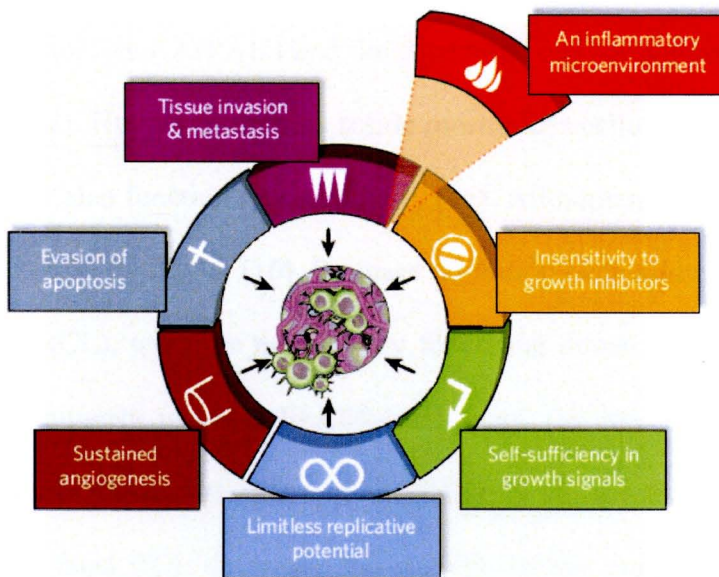 An inflammatory
microenvironment
Tissue invasion
& metastasis
Evasion of
apoptosis
Insensitivity to
growth inhibitors
Sustained
angiogenesis
Self-sufficiency in
growth signals
Limitless replicative
potential